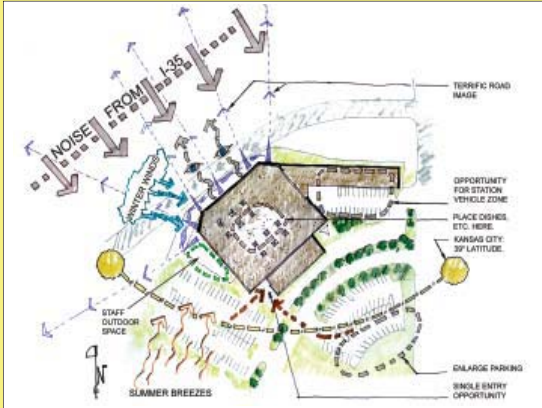 NOISE FROM I-35
TERRIFIC ROAD
IMAGE
WINTER WINDS
OPPORTUNITY
FOR STATION
VEHICLE ZONE
PLACE DISHES,
ETC. HERE.
KANSAS CITY:
39° LATITUDE.
STAFF
OUTDOOR
SPACE
N
SUMMER BREEZES
ENLARGE PARKING
SINGLE ENTRY
OPPORTUNITY